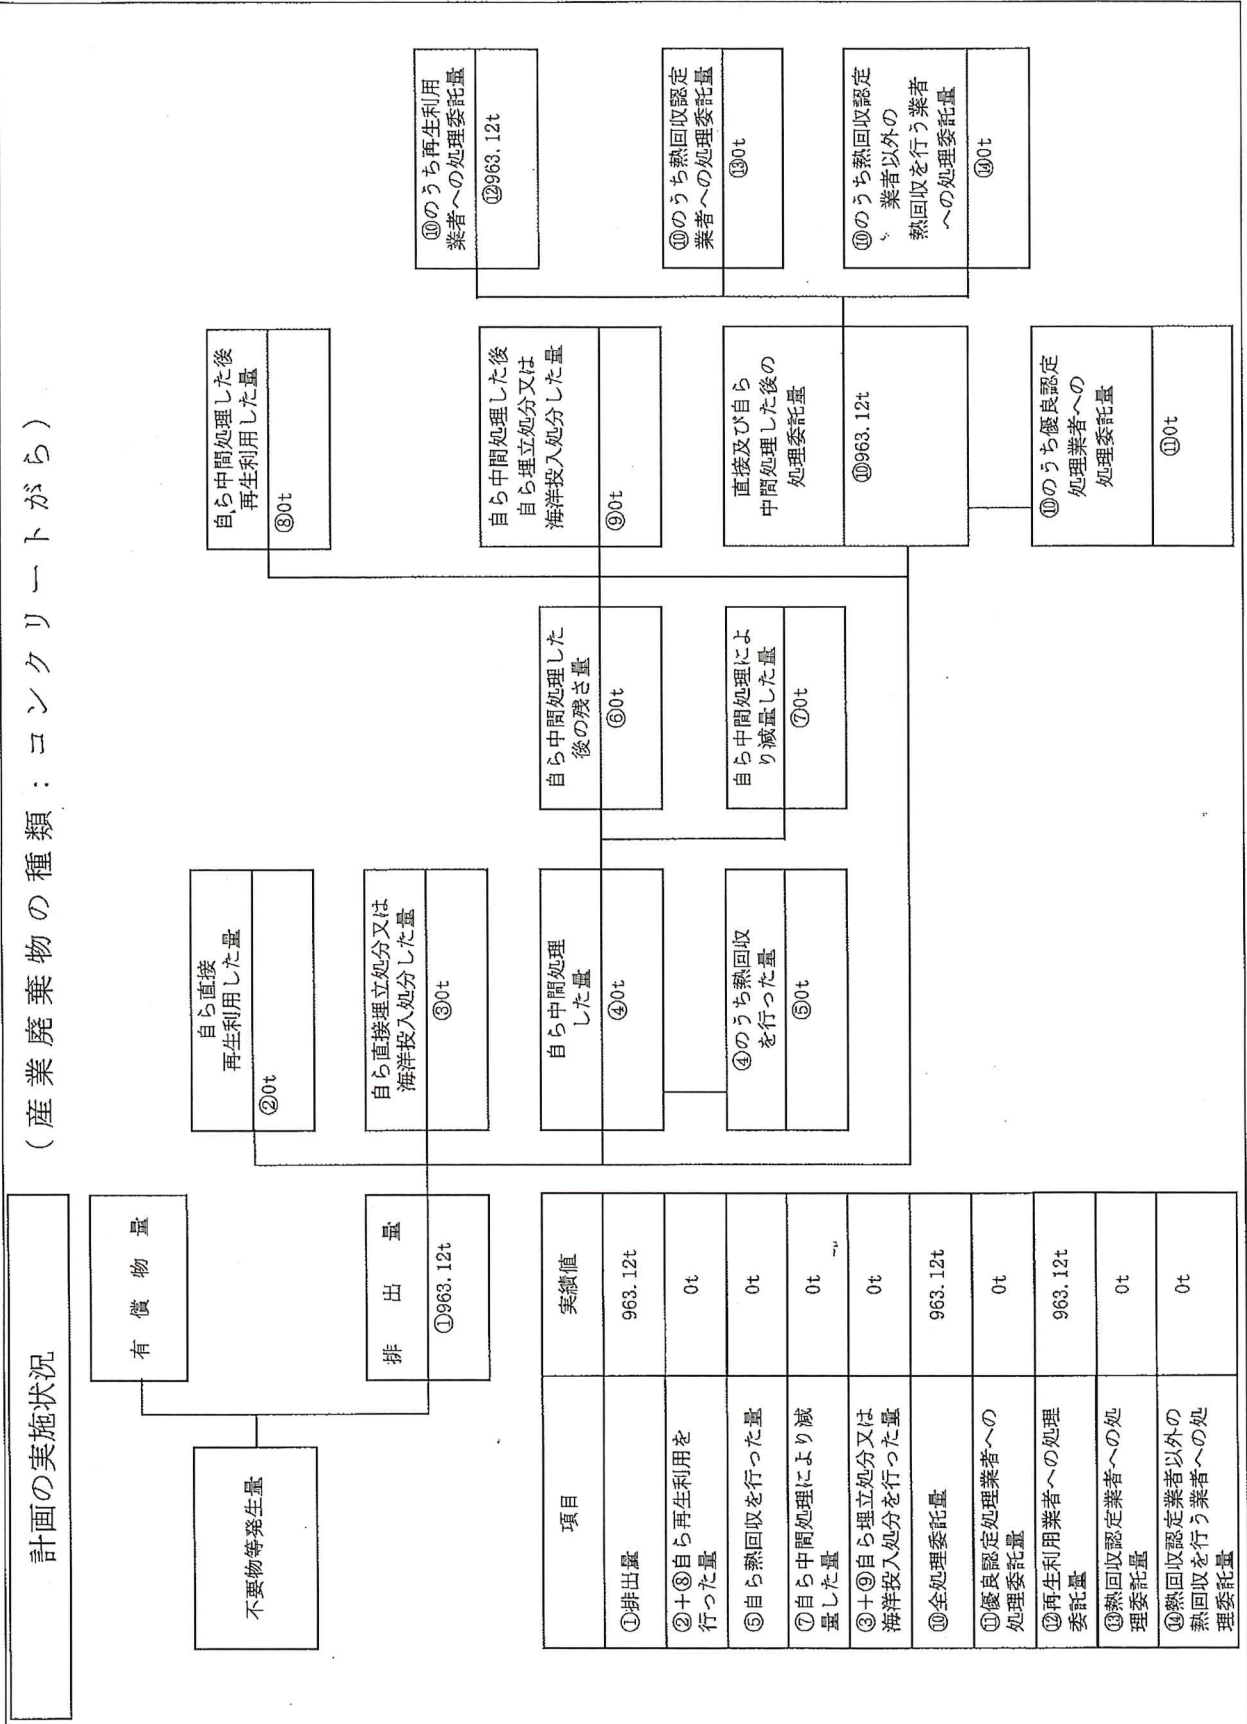 計画の実施状況
（産業廃棄物の種類：コンクリートがら）
不要物等発生量
有償物量
排出量
①963.12t
自ら直接
再生利用した量
②0t
自ら直接埋立処分又は
海洋投入処分した量
③0t
自ら中間処理
した量
④0t
④のうち熱回収
を行った量
⑤0t
自ら中間処理した
後の残さ量
⑥0t
自ら中間処理によ
り減量した量
⑦0t
自ら中間処理した後
再生利用した量
⑧0t
自ら中間処理した後
自ら埋立処分又は
海洋投入処分した量
⑨0t
直接及び自ら
中間処理した後の
処理委託量
⑩963.12t
⑩のうち優良認定
処理業者への
処理委託量
⑪0t
⑩のうち再生利用
業者への処理委託量
⑫963.12t
⑩のうち熱回収認定
業者への処理委託量
⑬0t
⑩のうち熱回収認定
業者以外の
熱回収を行う業者
への処理委託量
⑭0t
項目 実績値
①排出量 963.12t
②＋⑧自ら再生利用を
行った量 0t
⑤自ら熱回収を行った量 0t
⑦自ら中間処理により減
量した量 0t
③＋⑨自ら埋立処分又は
海洋投入処分を行った量 0t
⑩全処理委託量 963.12t
⑪優良認定処理業者への
処理委託量 0t
⑫再生利用業者への処理
委託量 963.12t
⑬熱回収認定業者への処
理委託量 0t
⑭熱回収認定業者以外の
熱回収を行う業者への処
理委託量 0t